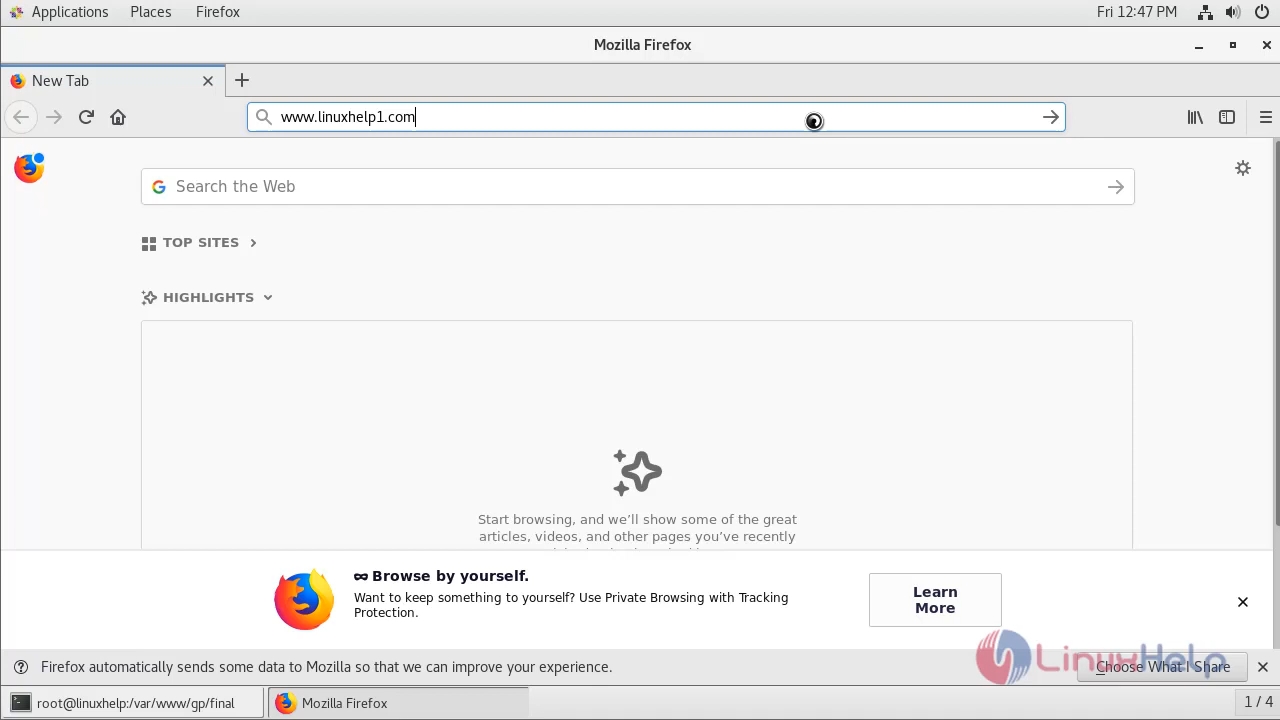 Applications Places Firefox Fri 12:47 PM
Mozilla Firefox
New Tab
www.linuxhelp1.com
Search the Web
TOP SITES
HIGHLIGHTS
Start browsing, and we’ll show some of the great
articles, videos, and other pages you’ve recently
Browse by yourself.
Want to keep something to yourself? Use Private Browsing with Tracking
Protection.
Learn
More
Firefox automatically sends some data to Mozilla so that we can improve your experience.
Choose What I Share
LinuxHelp
root@linuxhelp:/var/www/gp/final Mozilla Firefox 1 / 4